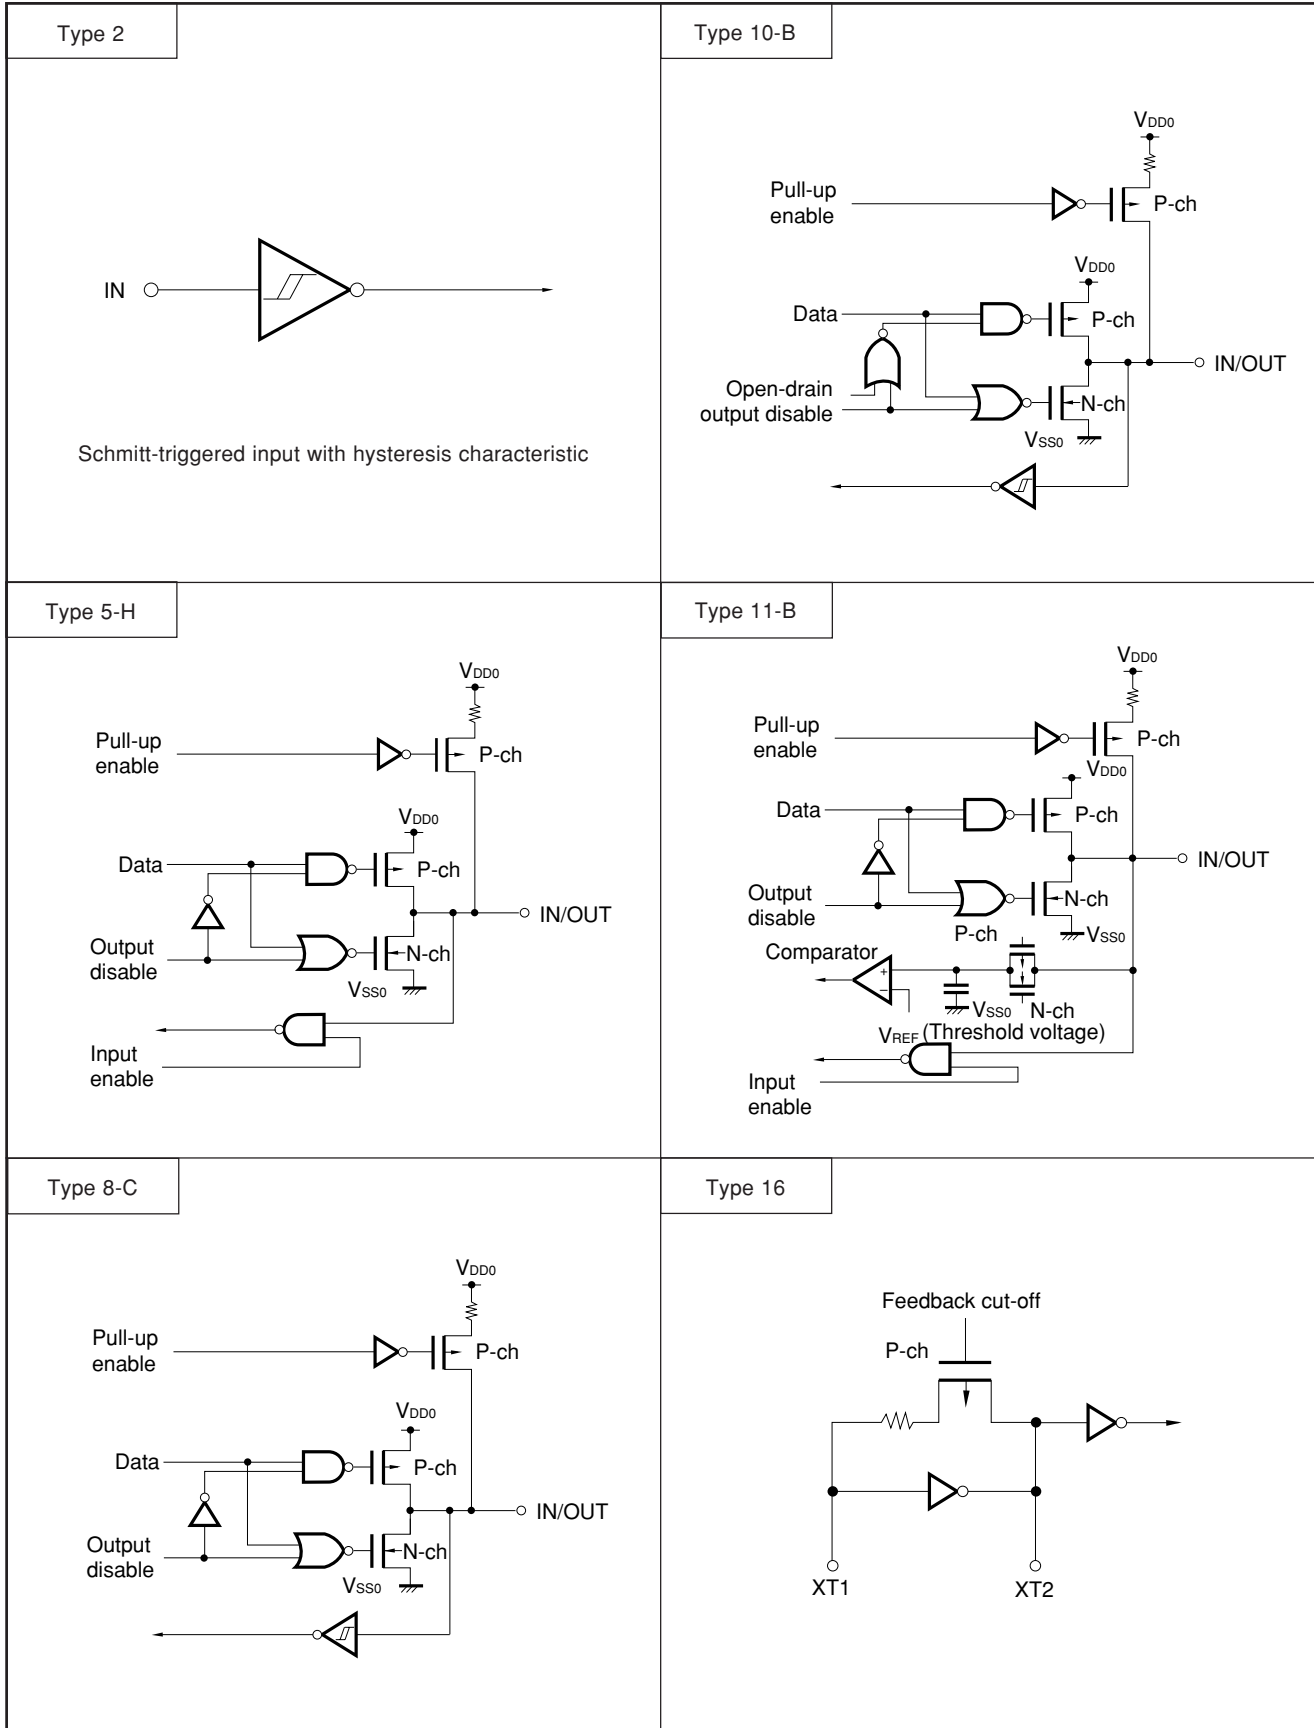 Type 2
IN
Schmitt-triggered input with hysteresis characteristic
Type 10-B
VDD0
Pull-up
enable
P-ch
VDD0
Data
P-ch
IN/OUT
Open-drain
output disable
N-ch
VSS0
Type 5-H
VDD0
Pull-up
enable
P-ch
VDD0
Data
P-ch
IN/OUT
Output
disable
N-ch
VSS0
Input
enable
Type 11-B
VDD0
Pull-up
enable
P-ch
VDD0
Data
P-ch
IN/OUT
Output
disable
N-ch
P-ch
VSS0
Comparator
+
−
VSS0
N-ch
VREF (Threshold voltage)
Input
enable
Type 8-C
VDD0
Pull-up
enable
P-ch
VDD0
Data
P-ch
IN/OUT
Output
disable
N-ch
VSS0
Type 16
Feedback cut-off
P-ch
XT1
XT2